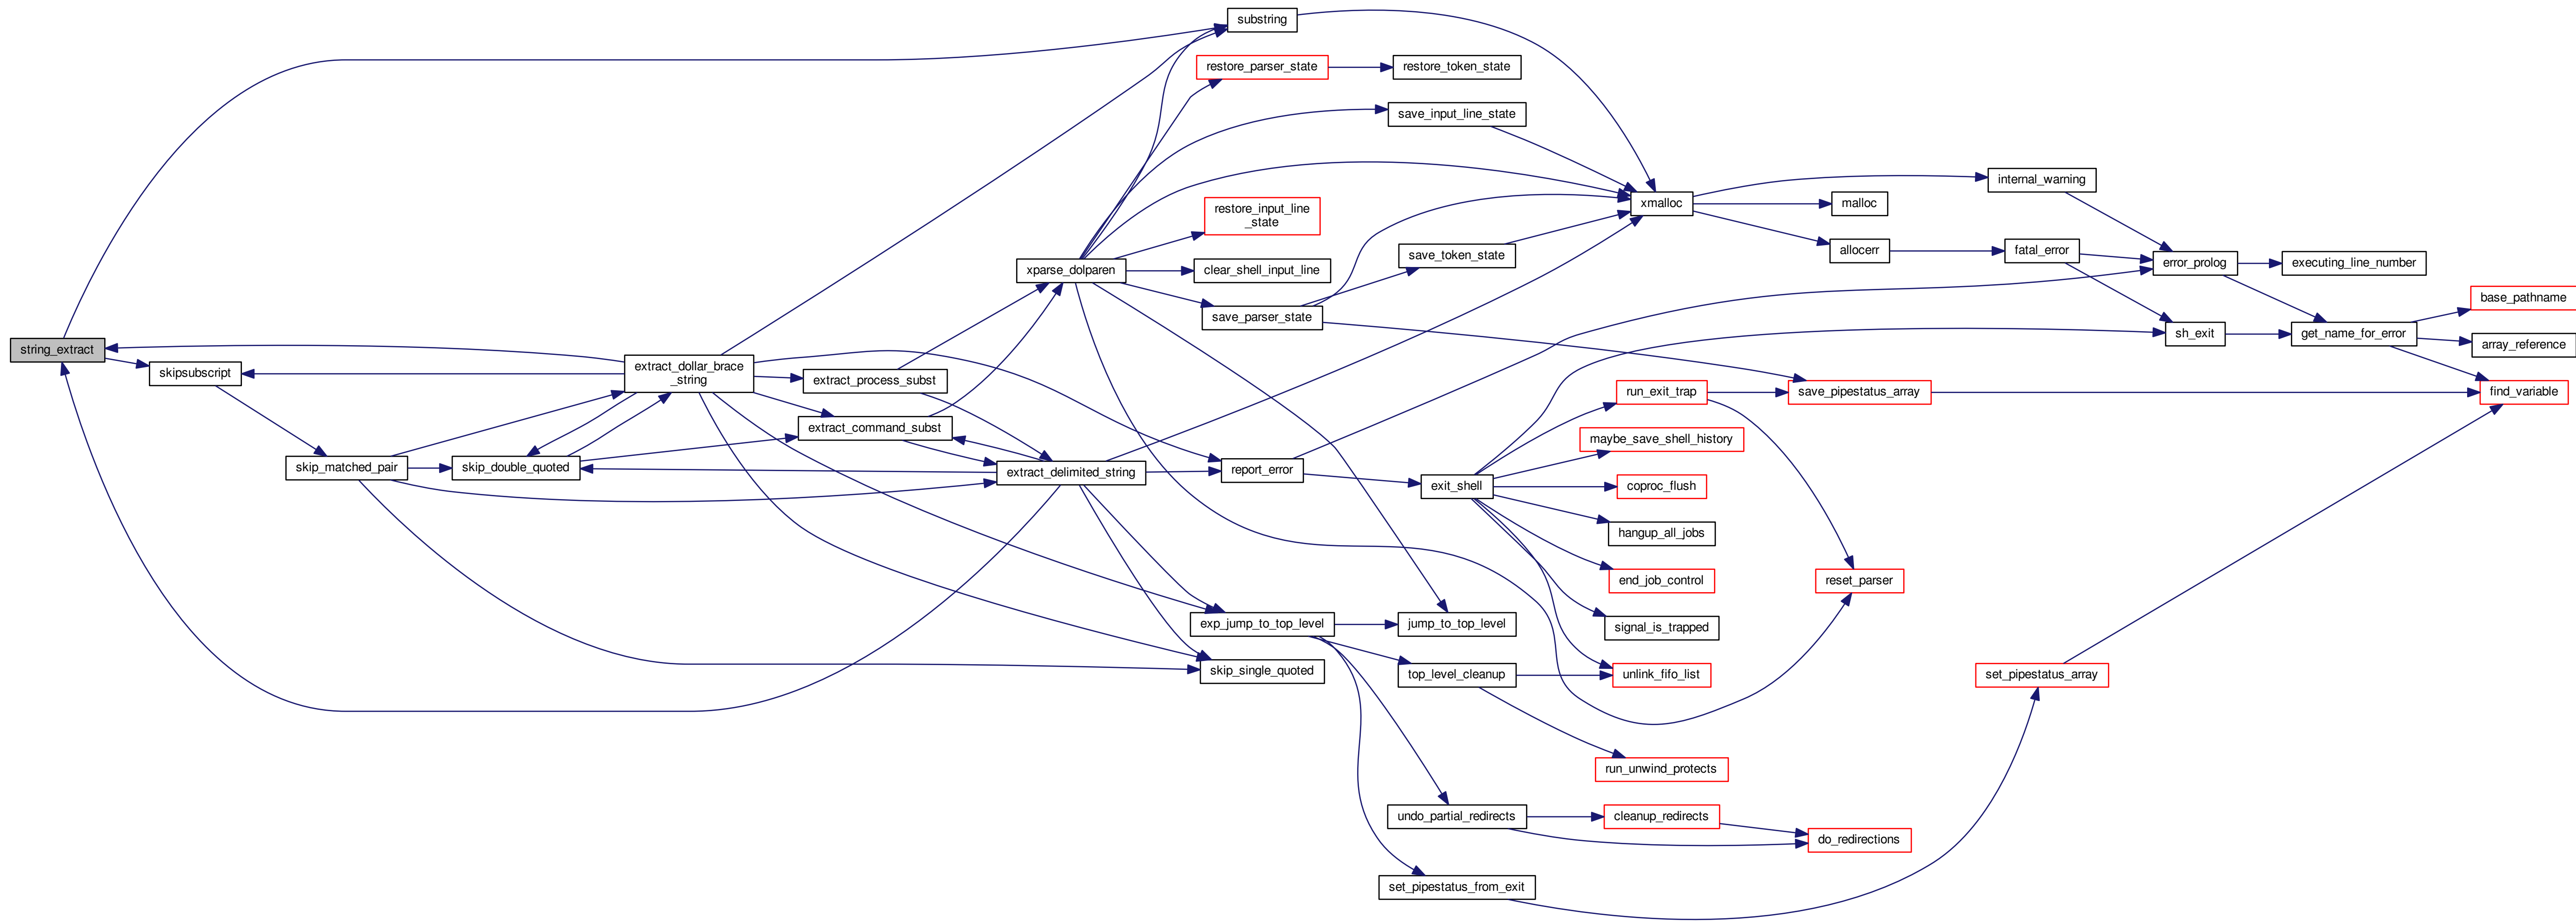 substring
restore_parser_state
restore_token_state
save_input_line_state
internal_warning
xmalloc
malloc
restore_input_line
_state
allocerr
fatal_error
save_token_state
error_prolog
executing_line_number
xparse_dolparen
clear_shell_input_line
base_pathname
save_parser_state
sh_exit
get_name_for_error
array_reference
string_extract
skipsubscript
extract_dollar_brace
_string
extract_process_subst
run_exit_trap
save_pipestatus_array
find_variable
extract_command_subst
maybe_save_shell_history
skip_matched_pair
skip_double_quoted
extract_delimited_string
report_error
exit_shell
coproc_flush
hangup_all_jobs
end_job_control
reset_parser
exp_jump_to_top_level
jump_to_top_level
signal_is_trapped
skip_single_quoted
top_level_cleanup
unlink_fifo_list
set_pipestatus_array
run_unwind_protects
undo_partial_redirects
cleanup_redirects
do_redirections
set_pipestatus_from_exit